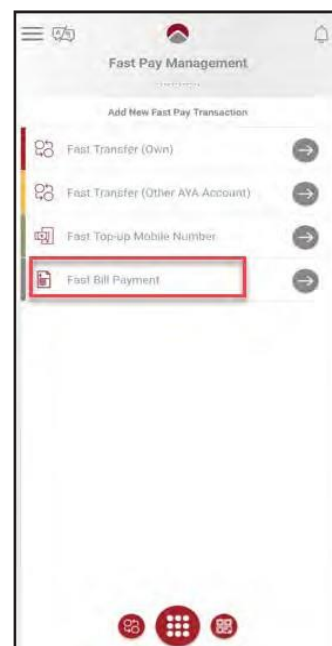 Fast Pay Management
Add New Fast Pay Transaction
Fast Transfer (Own)
Fast Transfer (Other AYA Account)
Fast Top-up Mobile Number
Fast Bill Payment